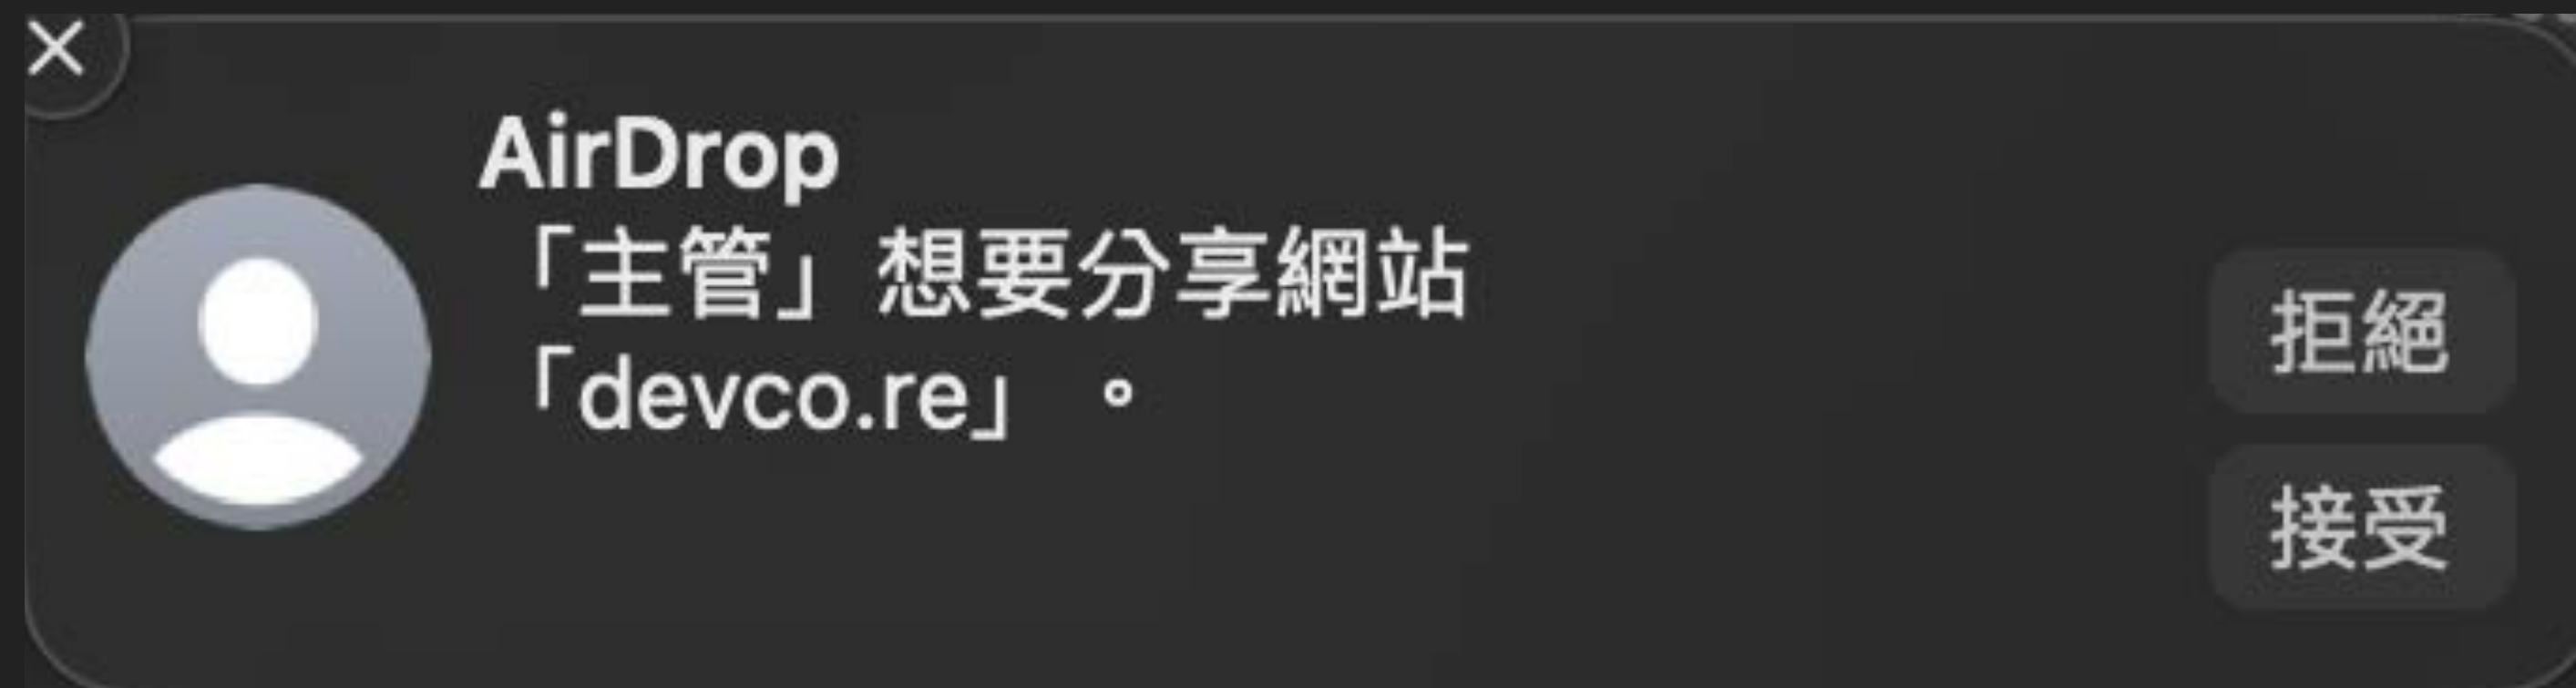 AirDrop
「主管」想要分享網站
「devco.re」。
拒絕
接受